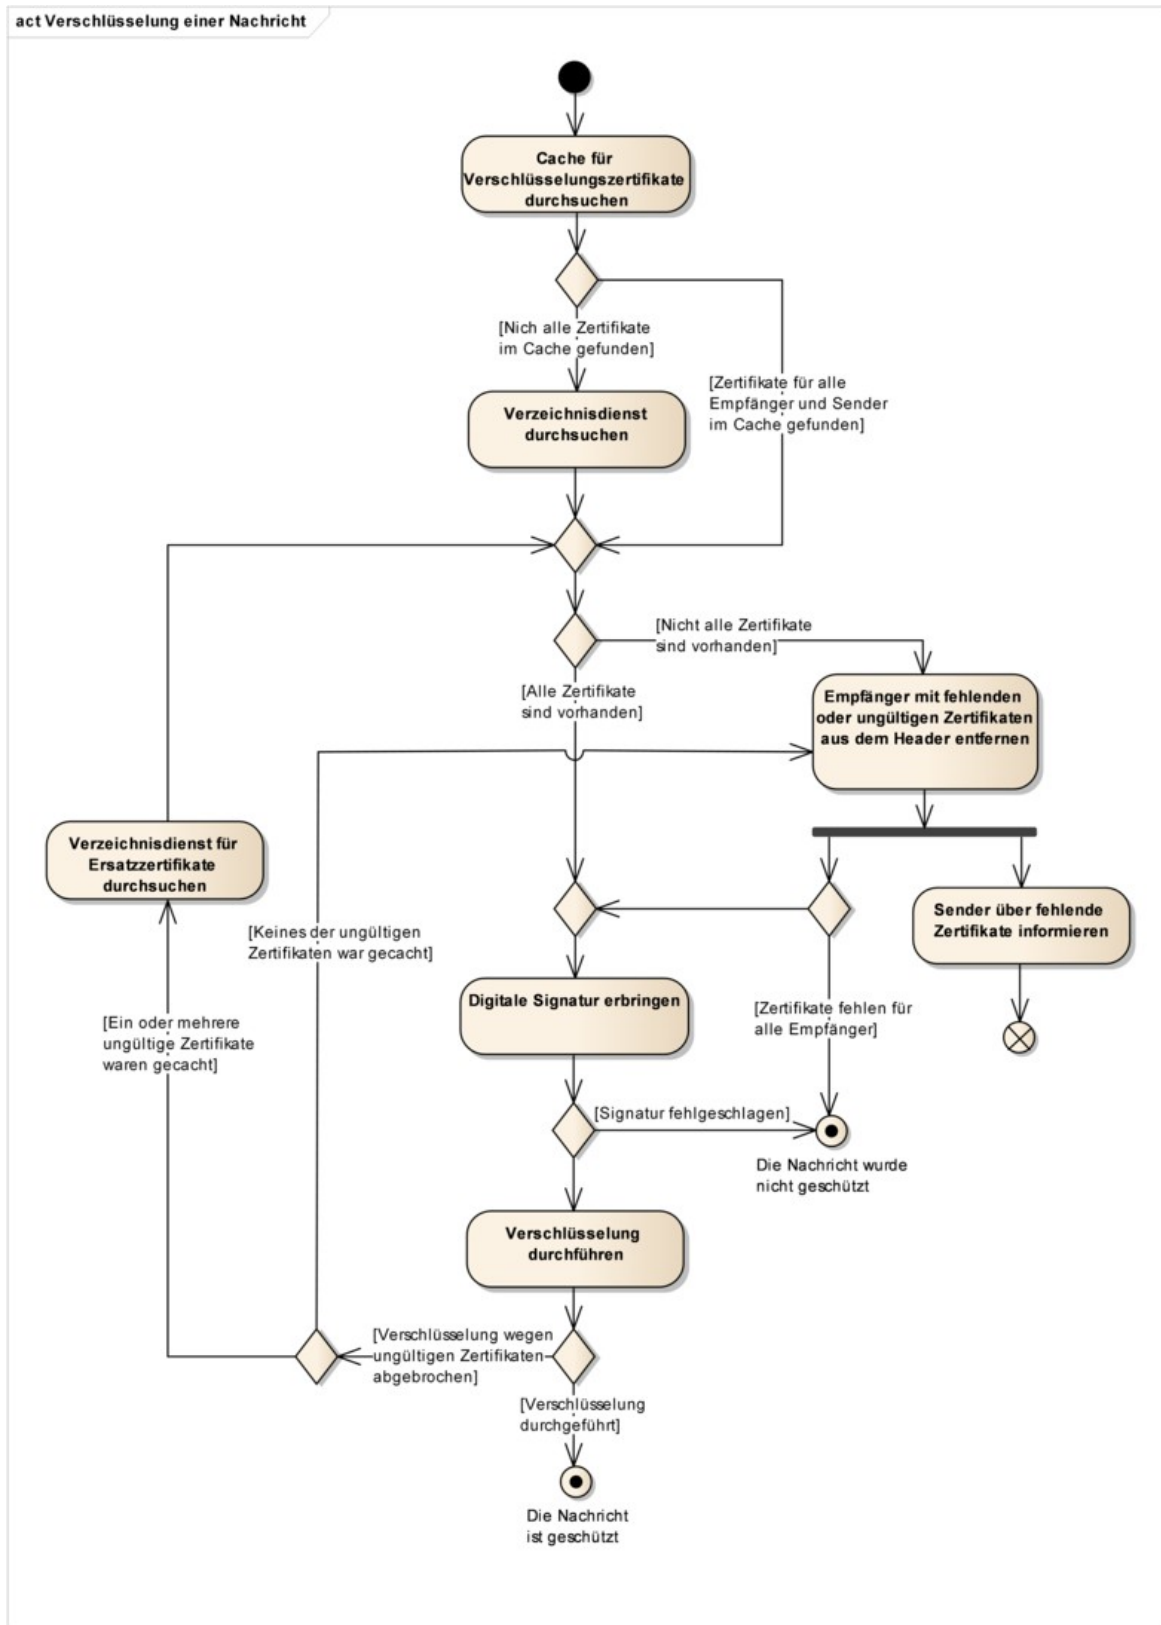 act Verschlüsselung einer Nachricht
Cache für
Verschlüsselungszertifikate
durchsuchen
[Nich alle Zertifikate
im Cache gefunden]
[Zertifikate für alle
Empfänger und Sender
im Cache gefunden]
Verzeichnisdienst
durchsuchen
[Nicht alle Zertifikate
sind vorhanden]
[Alle Zertifikate
sind vorhanden]
Empfänger mit fehlenden
oder ungültigen Zertifikaten
aus dem Header entfernen
Verzeichnisdienst für
Ersatzzertifikate
durchsuchen
[Keines der ungültigen
Zertifikaten war gecacht]
Sender über fehlende
Zertifikate informieren
Digitale Signatur erbringen
[Zertifikate fehlen für
alle Empfänger]
[Ein oder mehrere
ungültige Zertifikate
waren gecacht]
[Signatur fehlgeschlagen]
Die Nachricht wurde
nicht geschützt
Verschlüsselung
durchführen
[Verschlüsselung wegen
ungültigen Zertifikaten
abgebrochen]
[Verschlüsselung
durchgeführt]
Die Nachricht
ist geschützt